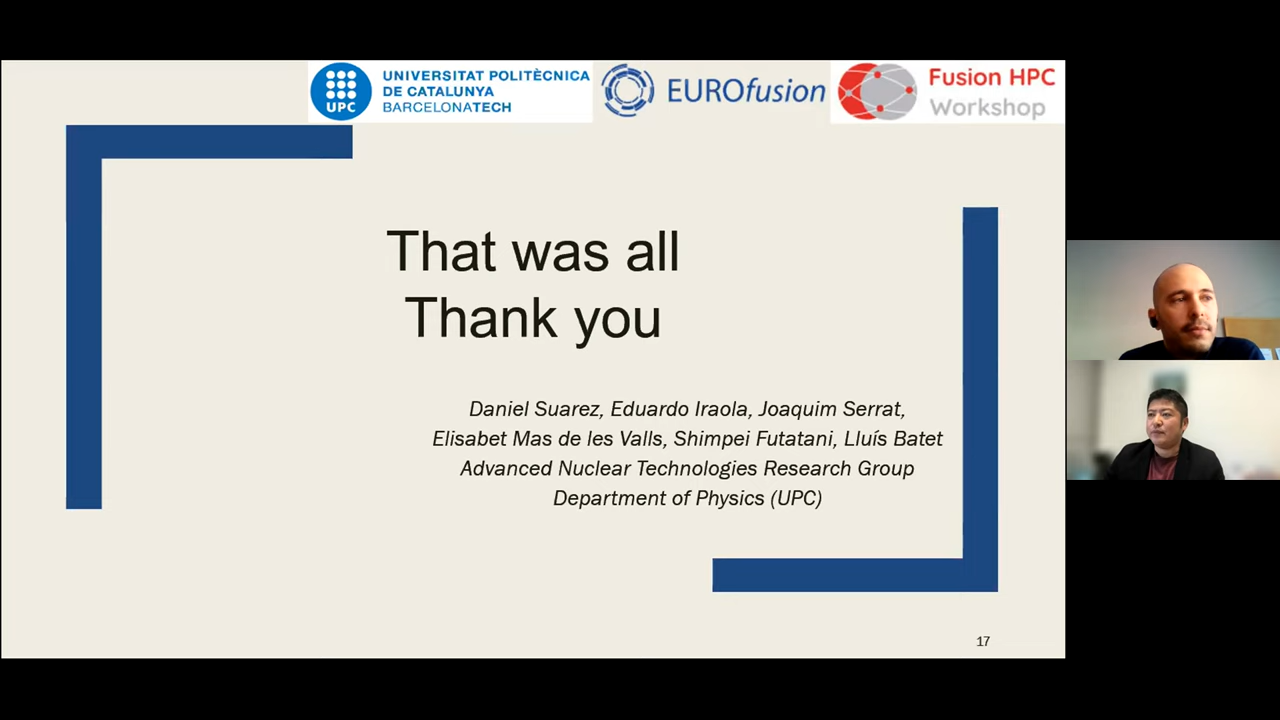 UNIVERSITAT POLITÈCNICA
DE CATALUNYA
BARCELONATECH
UPC
EUROfusion
Fusion HPC
Workshop
That was all
Thank you
Daniel Suarez, Eduardo Iraola, Joaquim Serrat,
Elisabet Mas de les Valls, Shimpei Futatani, Lluís Batet
Advanced Nuclear Technologies Research Group
Department of Physics (UPC)
17